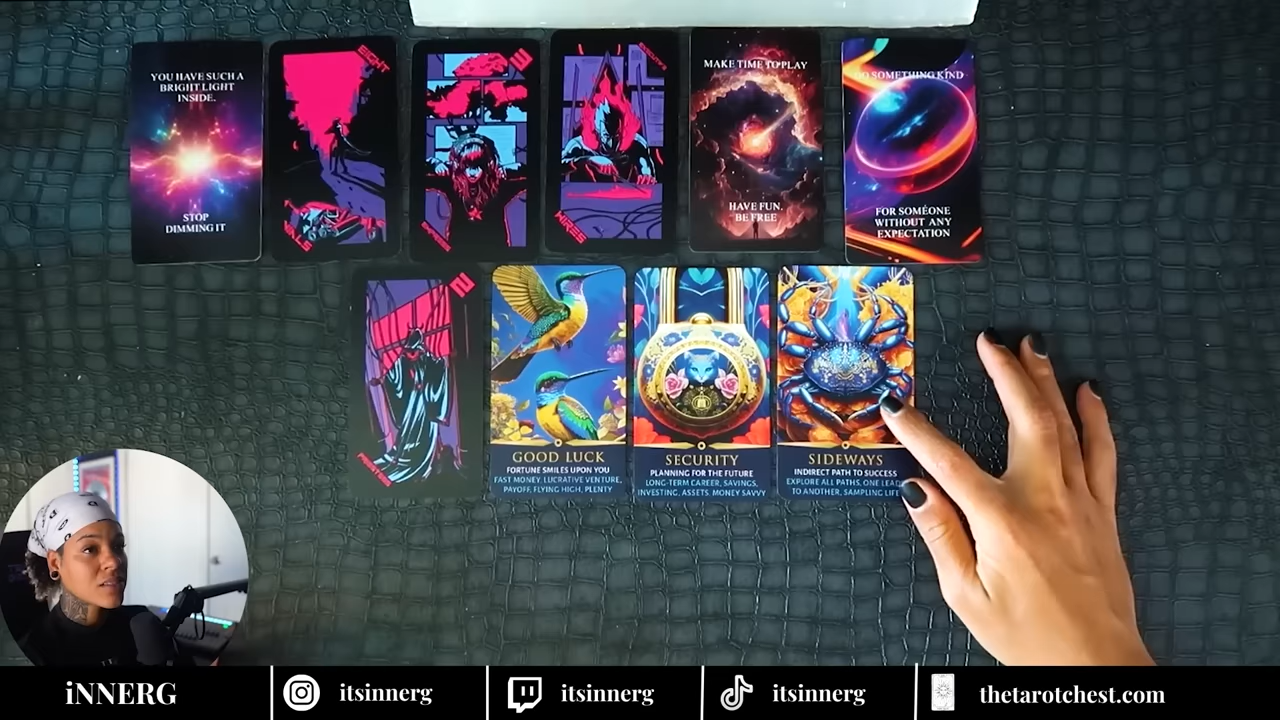 YOU HAVE SUCH A
BRIGHT LIGHT
INSIDE.
STOP
DIMMING IT
EIGHT
MAKE TIME TO PLAY
HAVE FUN.
BE FREE
WIRES
DO SOMETHING KIND
FOR SOMEONE
WITHOUT ANY
EXPECTATION
GOOD LUCK
FORTUNE SMILES UPON YOU
FAST MONEY, LUCRATIVE VENTURE,
PAYOFF, FLYING HIGH, PLENTY
SECURITY
PLANNING FOR THE FUTURE
LONG-TERM CAREER, SAVINGS,
INVESTING, ASSETS, MONEY SAVVY
SIDEWAYS
INDIRECT PATH TO SUCCESS
EXPLORE ALL PATHS, ONE LEAD
TO ANOTHER, SAMPLING LIFE
iNNERG
itsinnerg
itsinnerg
itsinnerg
thetarotchest.com